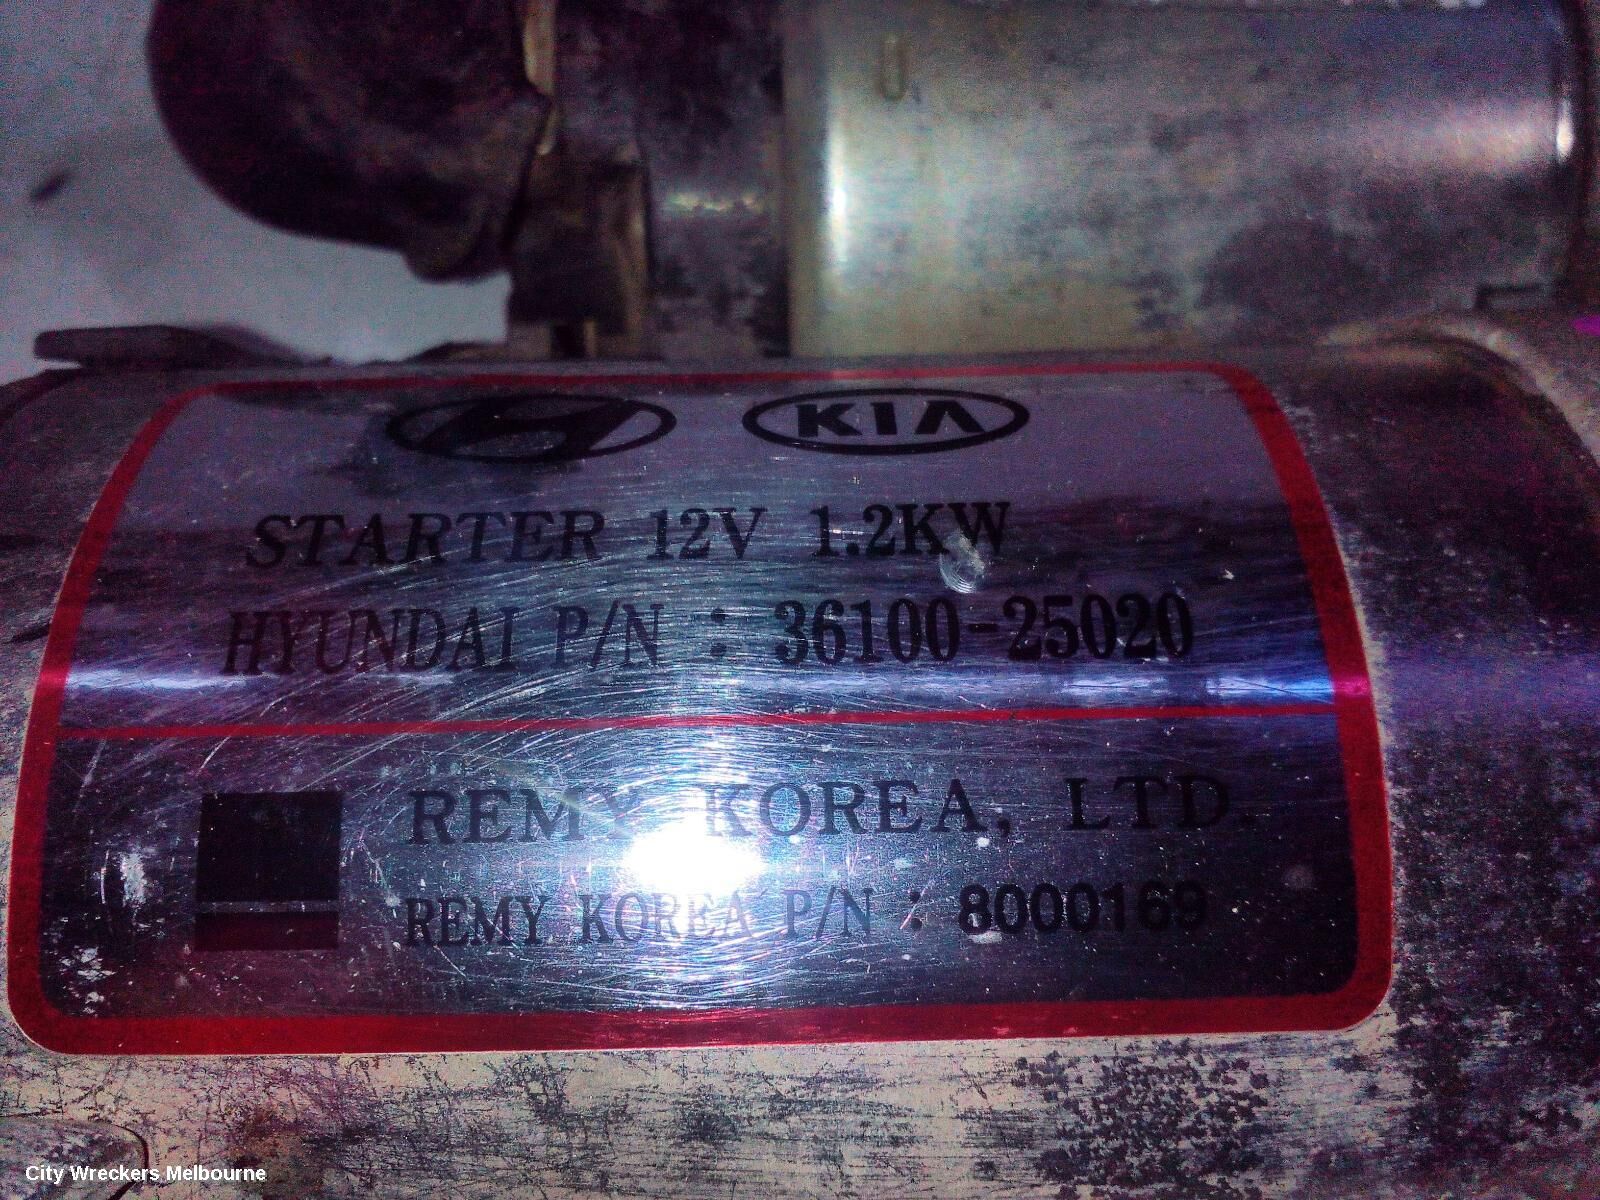 KIA
STARTER 12V 1.2KW
HYUNDAI P/N : 36100-25020
REMY KOREA, LTD.
REMY KOREA P/N : 8000169
City Wreckers Melbourne